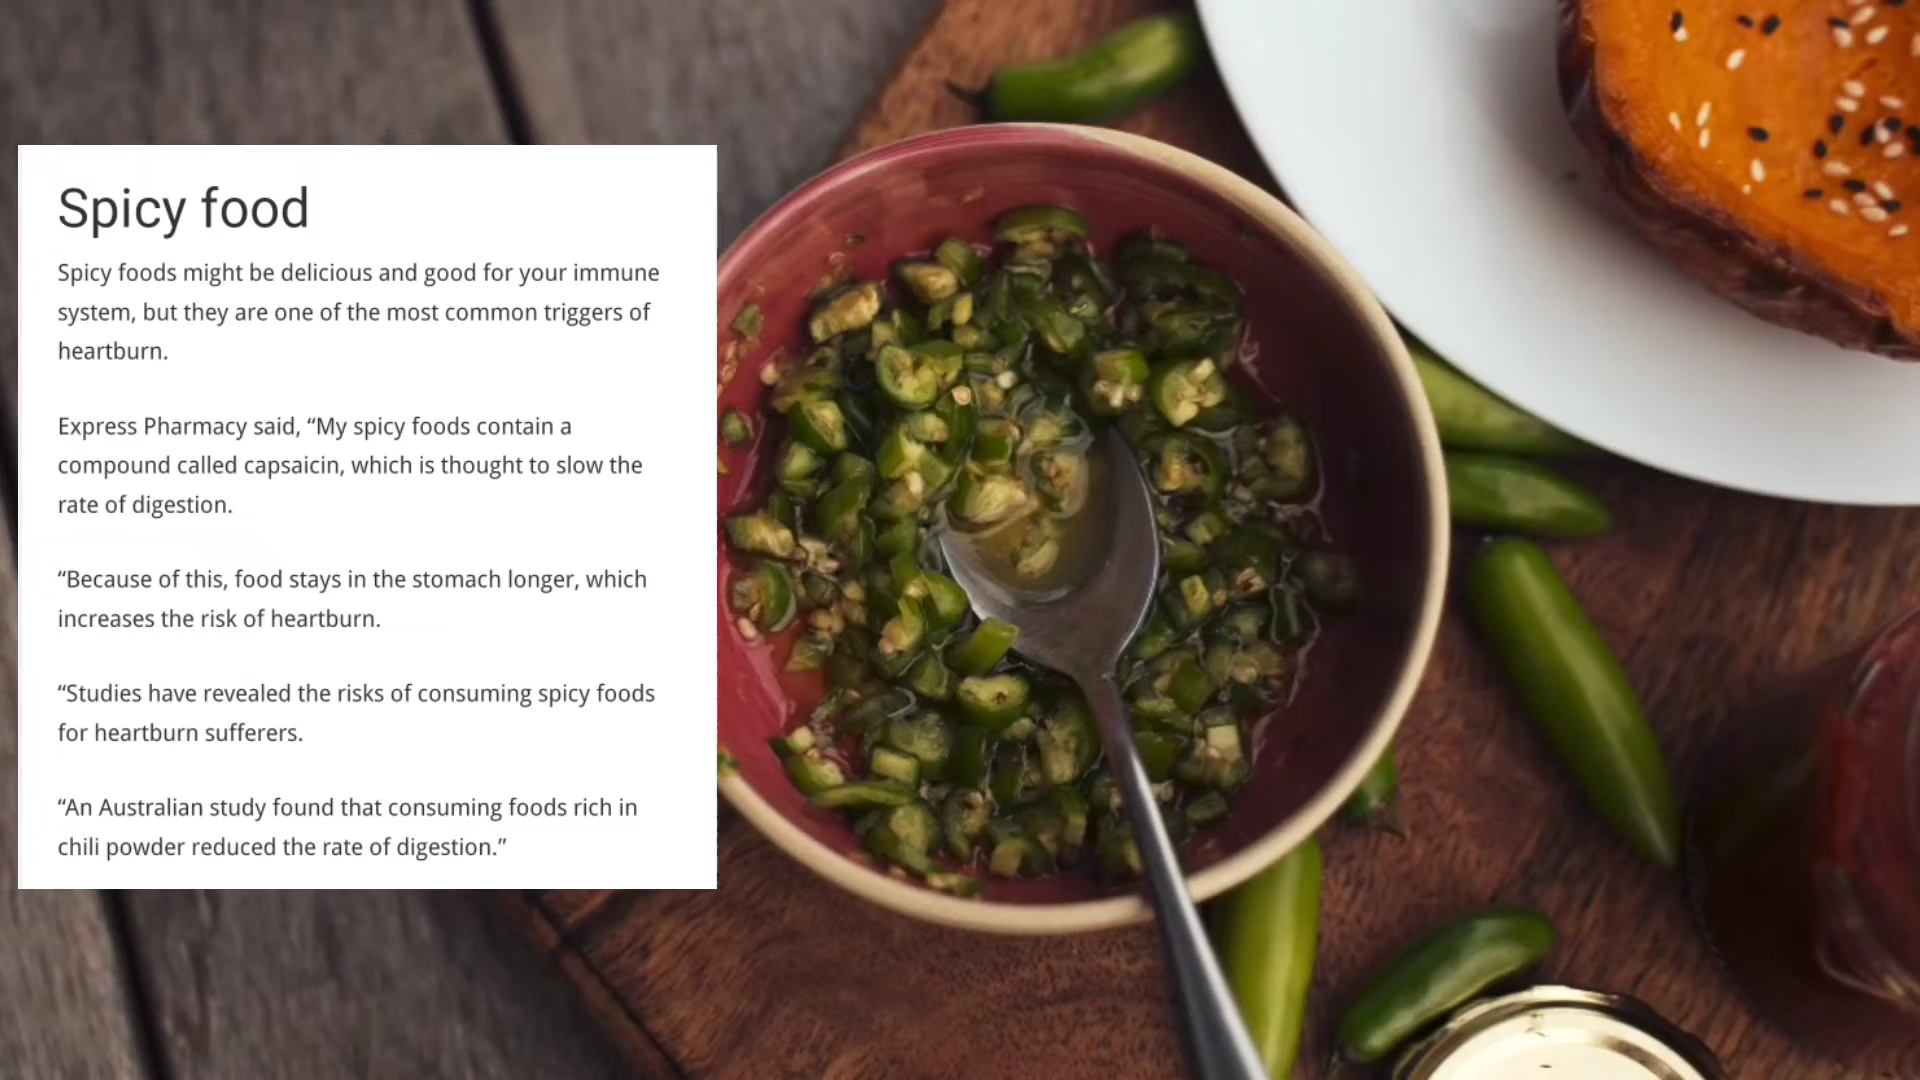 Spicy food
Spicy foods might be delicious and good for your immune
system, but they are one of the most common triggers of
heartburn.
Express Pharmacy said, “My spicy foods contain a
compound called capsaicin, which is thought to slow the
rate of digestion.
“Because of this, food stays in the stomach longer, which
increases the risk of heartburn.
“Studies have revealed the risks of consuming spicy foods
for heartburn sufferers.
“An Australian study found that consuming foods rich in
chili powder reduced the rate of digestion.”